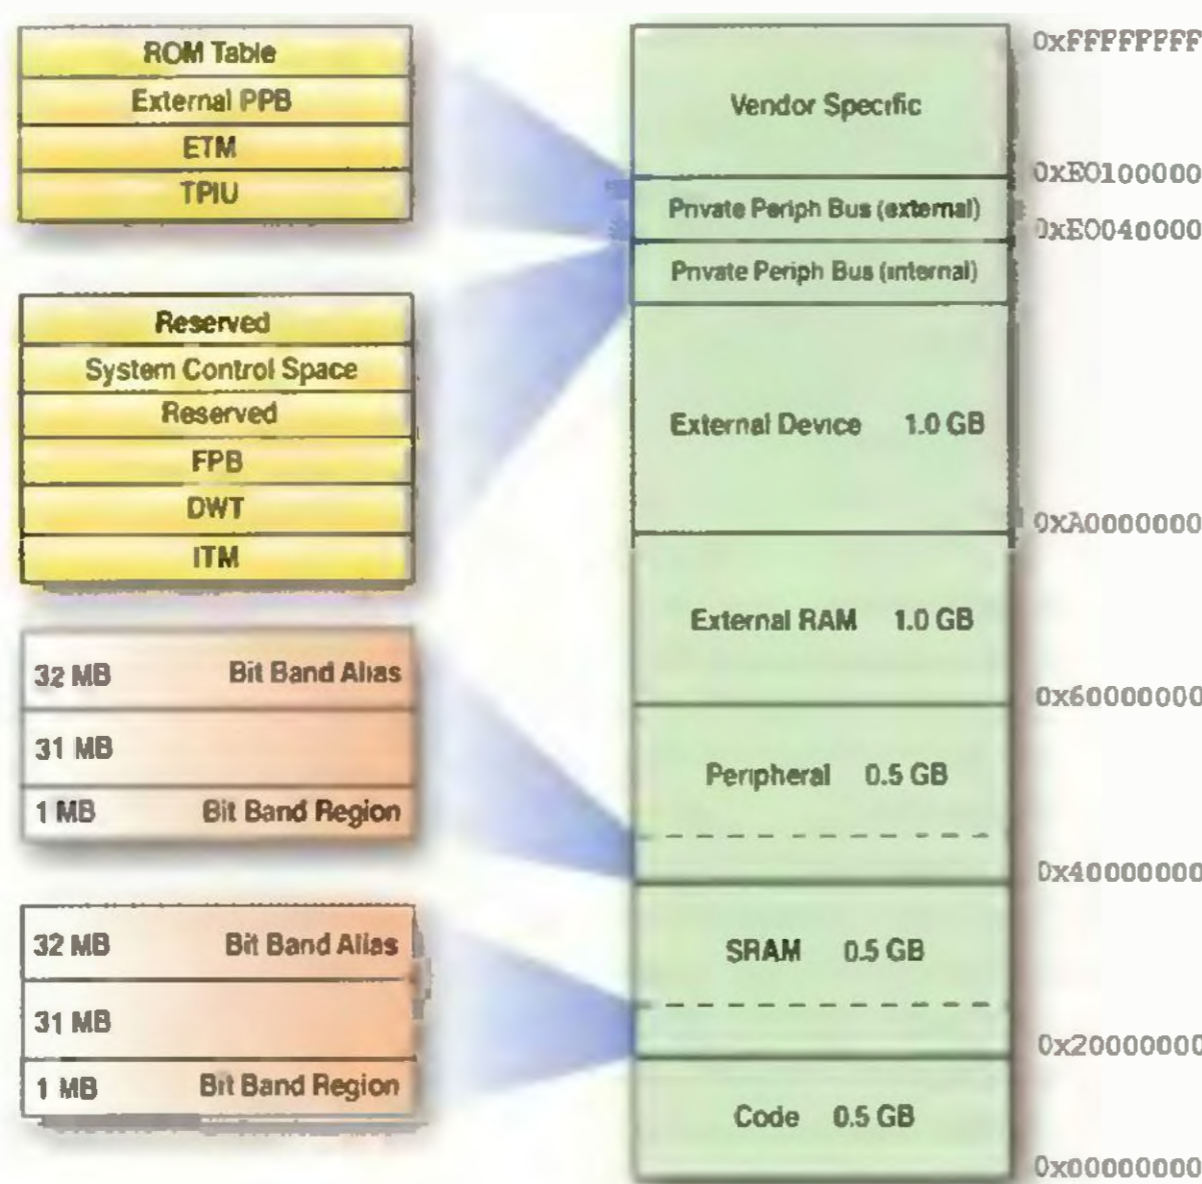 ROM Table
External PPB
ETM
TPIU
Reserved
System Control Space
Reserved
FPB
DWT
ITM
32 MB Bit Band Alias
31 MB
1 MB Bit Band Region
32 MB Bit Band Alias
31 MB
1 MB Bit Band Region
Vendor Specific
Private Periph Bus (external)
Private Periph Bus (internal)
External Device 1.0 GB
External RAM 1.0 GB
Peripheral 0.5 GB
SRAM 0.5 GB
Code 0.5 GB
0xFFFFFFFF
0xE0100000
0xE0040000
0xA0000000
0x60000000
0x40000000
0x20000000
0x00000000